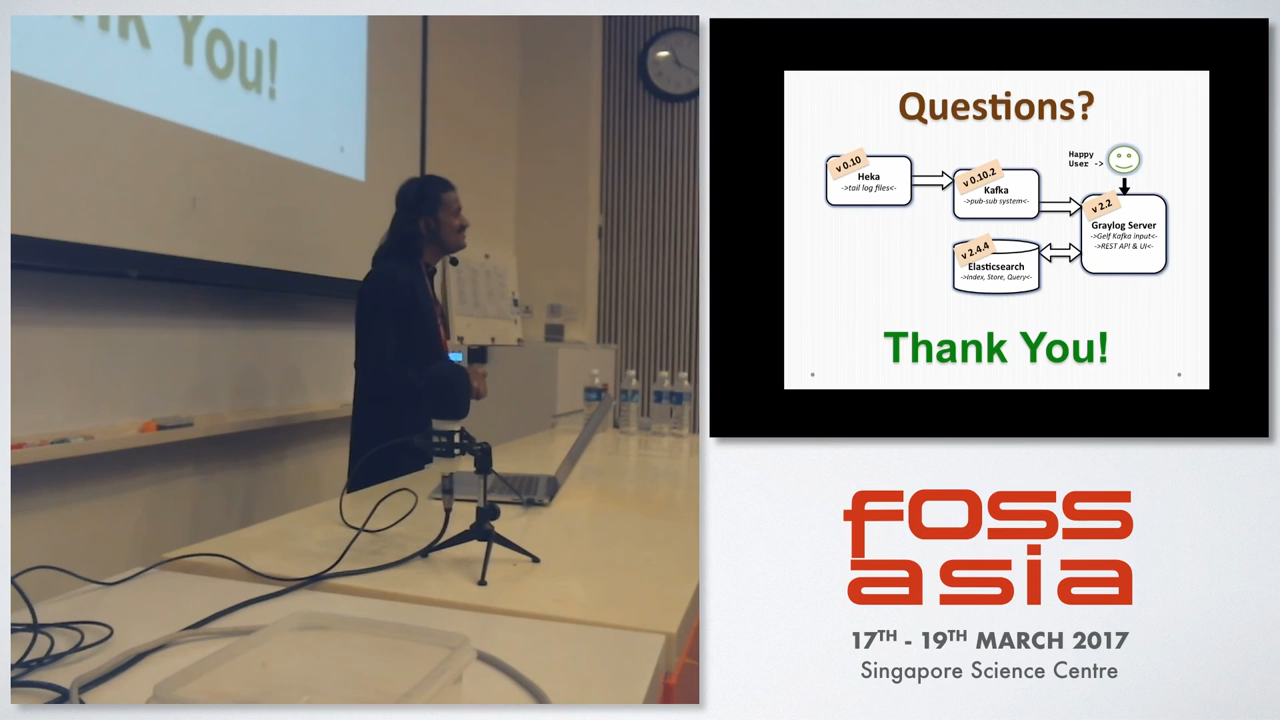 You!
Questions?
v 0.10
Heka
->tail log files<-
v 0.10.2
Kafka
->pub-sub system<-
Happy
User ->
v 2.2
Graylog Server
->Gelf Kafka input<-
->REST API & UI<-
v 2.4.4
Elasticsearch
->Index, Store, Query<-
Thank You!
foss
asia
17TH - 19TH MARCH 2017
Singapore Science Centre